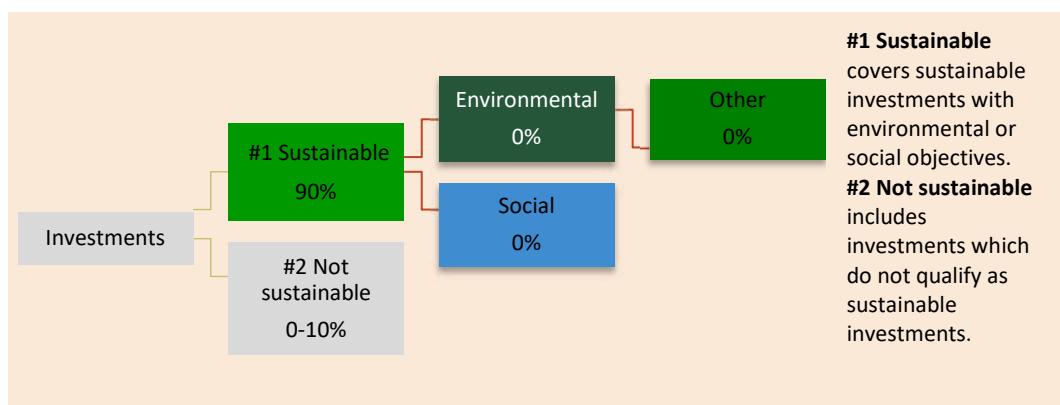 Investments
#1 Sustainable
90%
#2 Not
sustainable
0-10%
Environmental
0%
Social
0%
Other
0%
#1 Sustainable
covers sustainable
investments with
environmental or
social objectives.
#2 Not sustainable
includes
investments which
do not qualify as
sustainable
investments.